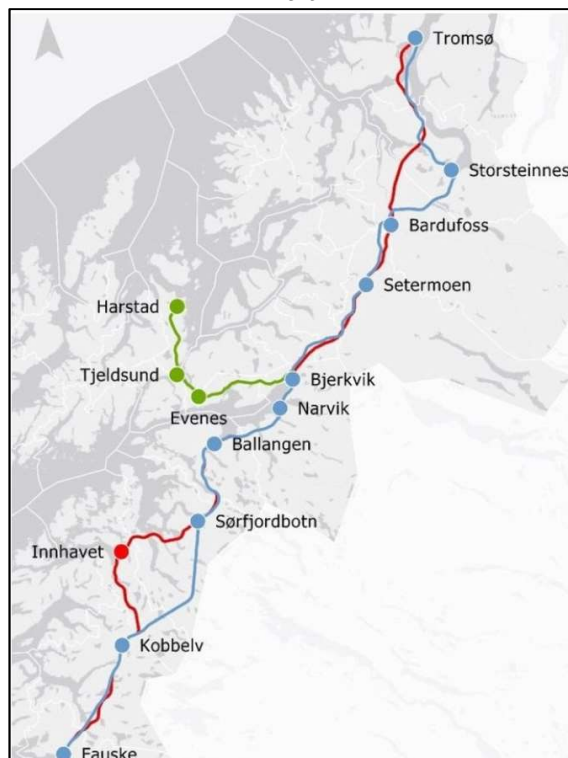 Tromsø
Storsteinnes
Bardufoss
Setermoen
Harstad
Tjeldsund
Bjerkvik
Evenes
Narvik
Ballangen
Sørfjordbotn
Innhavet
Kobbelv
Fauske